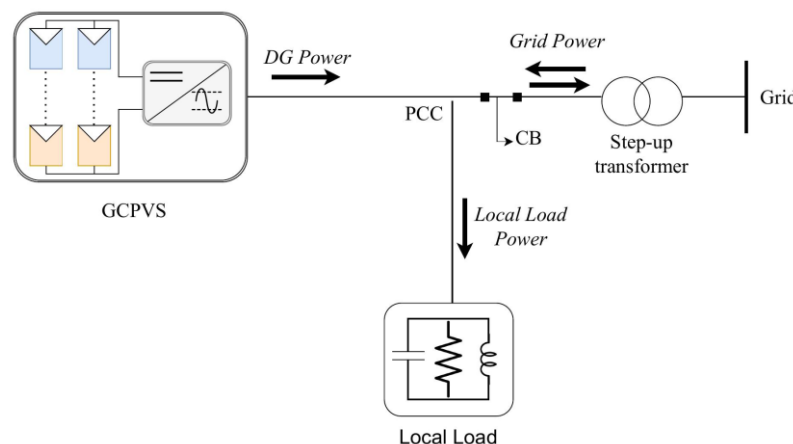 DG Power
Grid Power
PCC
CB
Grid
Step-up
transformer
GCPVS
Local Load
Power
Local Load